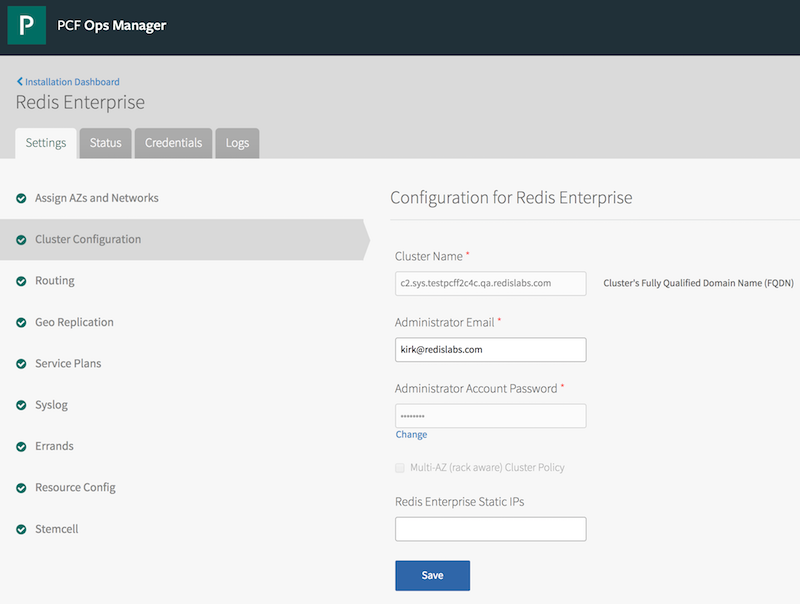 P
PCF Ops Manager
Installation Dashboard
Redis Enterprise
Settings
Status
Credentials
Logs
Assign AZs and Networks
Cluster Configuration
Routing
Geo Replication
Service Plans
Syslog
Errands
Resource Config
Stemcell
Configuration for Redis Enterprise
Cluster Name *
c2.sys.testpcff2c4c.qa.redislabs.com
Cluster's Fully Qualified Domain Name (FQDN)
Administrator Email *
kirk@redislabs.com
Administrator Account Password *
••••••••
Change
Multi-AZ (rack aware) Cluster Policy
Redis Enterprise Static IPs
Save